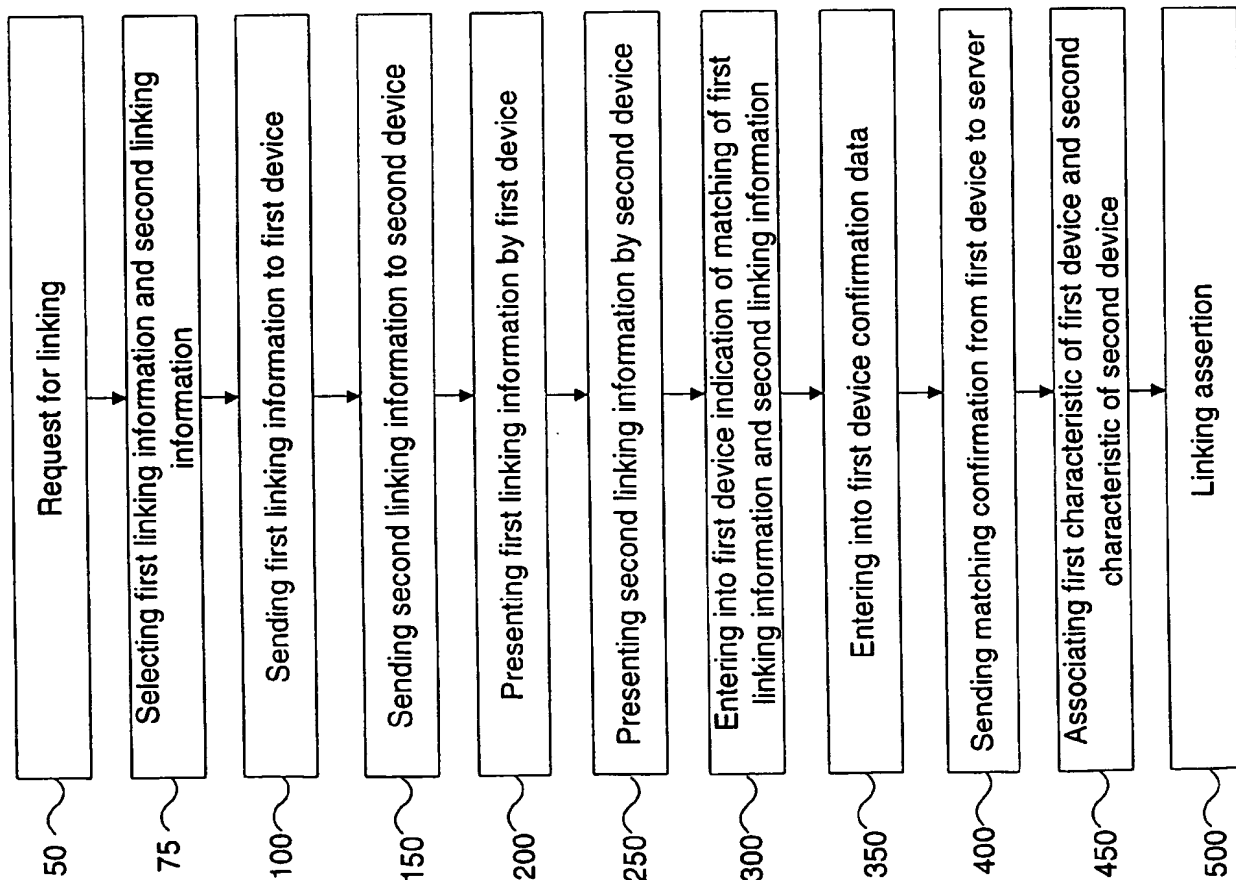 50
Request for linking
75
Selecting first linking information and second linking
information
100
Sending first linking information to first device
150
Sending second linking information to second device
200
Presenting first linking information by first device
250
Presenting second linking information by second device
300
Entering into first device indication of matching of first
linking information and second linking information
350
Entering into first device confirmation data
400
Sending matching confirmation from first device to server
450
Associating first characteristic of first device and second
characteristic of second device
500
Linking assertion